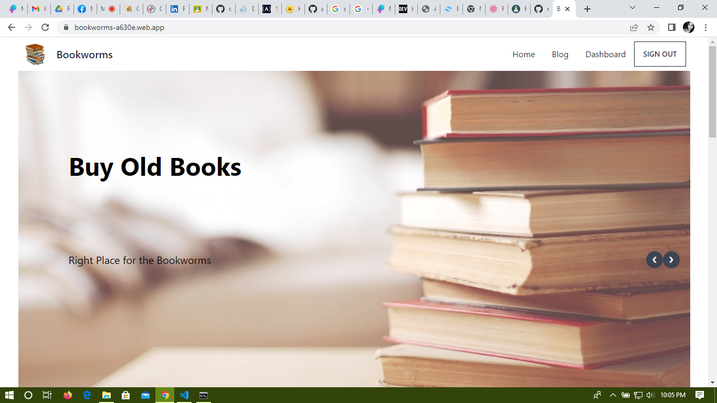 bookworms-a630e.web.app
Bookworms
Home Blog Dashboard SIGN OUT
Buy Old Books
Right Place for the Bookworms
10:05 PM